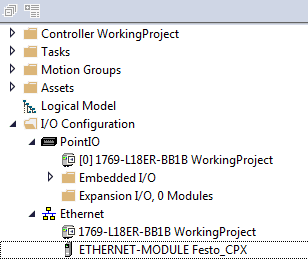 Controller WorkingProject
Tasks
Motion Groups
Assets
Logical Model
I/O Configuration
PointIO
[0] 1769-L18ER-BB1B WorkingProject
Embedded I/O
Expansion I/O, 0 Modules
Ethernet
1769-L18ER-BB1B WorkingProject
ETHERNET-MODULE Festo_CPX